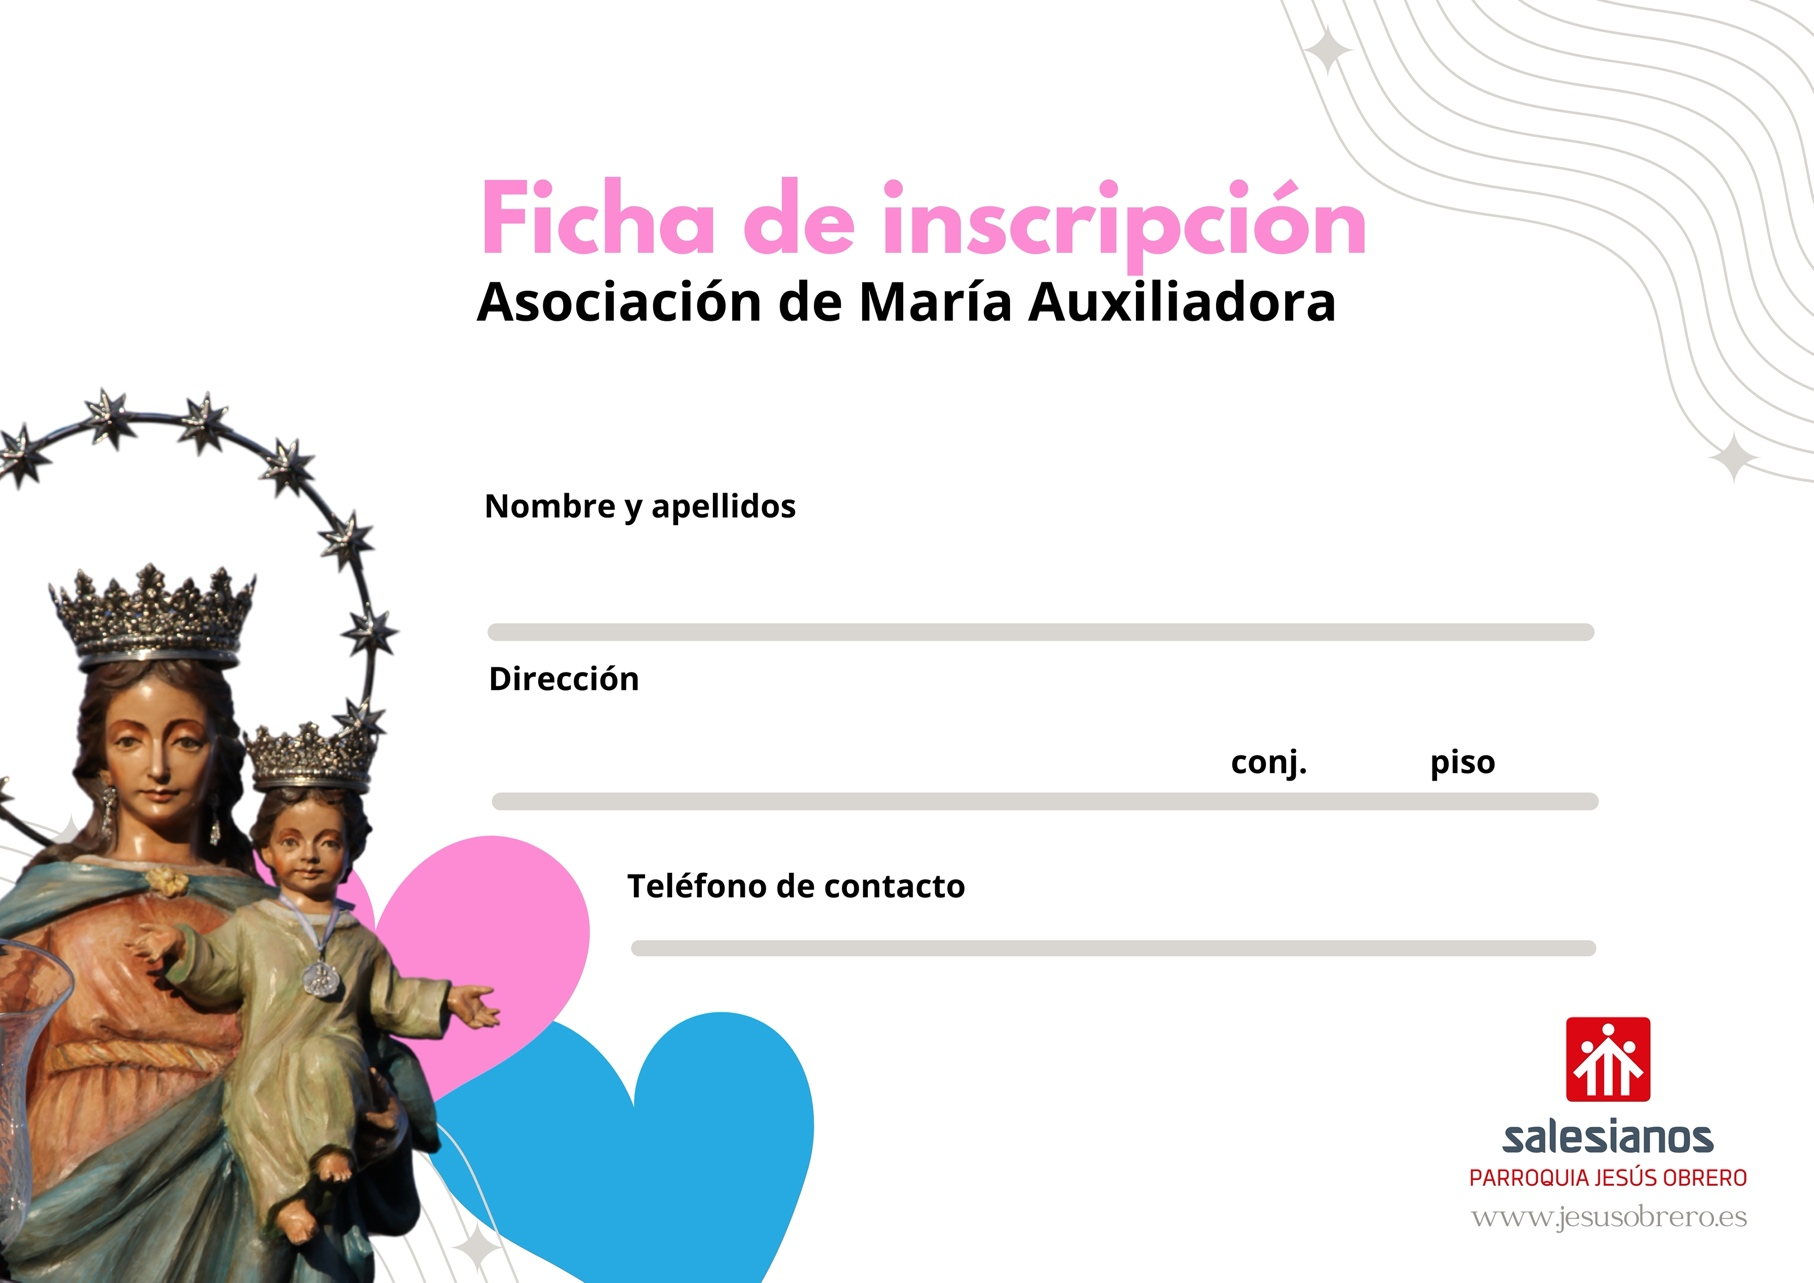 Ficha de inscripción
Asociación de María Auxiliadora
Nombre y apellidos
Dirección
conj. piso
Teléfono de contacto
salesianos
PARROQUIA JESÚS OBRERO
www.jesusobrero.es